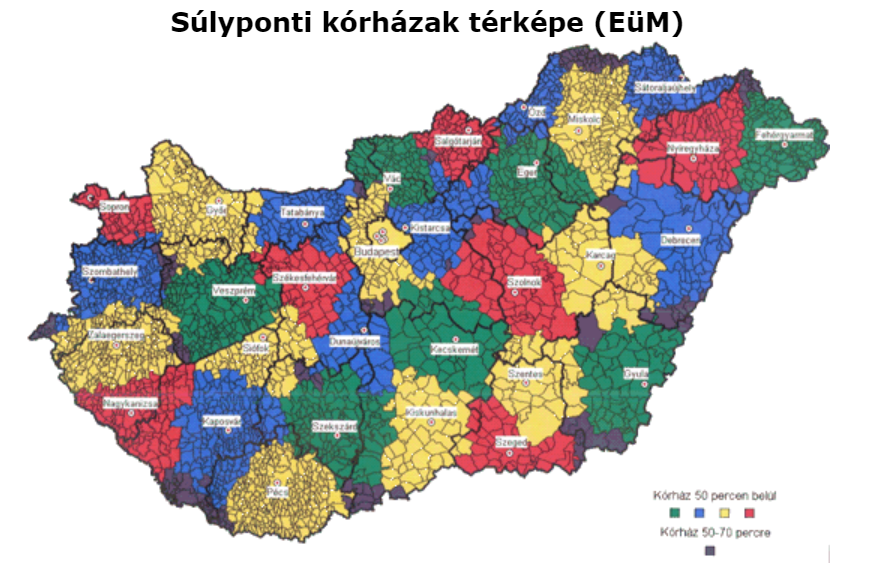 Súlyponti kórházak térképe (EüM)
Sátoraljaújhely
Ózd
Miskolc
Fehérgyarmat
Salgótarján
Nyíregyháza
Eger
Vác
Sopron
Győr
Tatabánya
Kistarcsa
Debrecen
Budapest
Karcag
Szombathely
Székesfehérvár
Szolnok
Veszprém
Zalaegerszeg
Dunaújváros
Siófok
Kecskemét
Szentes
Gyula
Nagykanizsa
Kaposvár
Kiskunhalas
Szekszárd
Szeged
Pécs
Kórház 50 percen belül
Kórház 50-70 percre